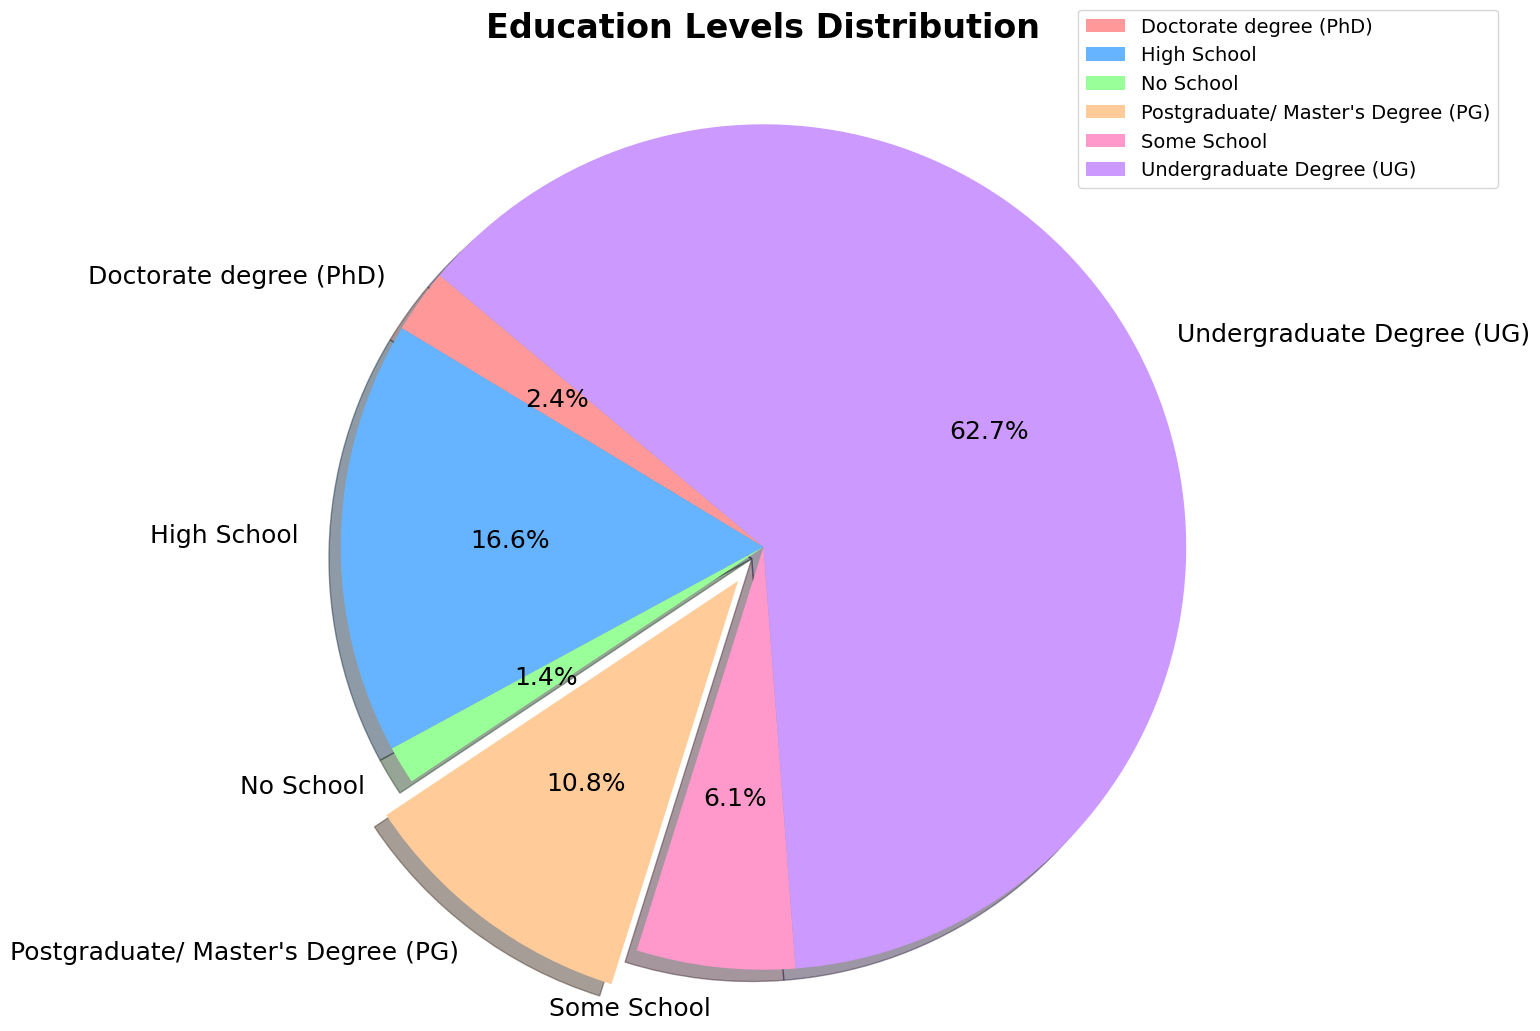 Education Levels Distribution
Doctorate degree (PhD)
High School
No School
Postgraduate/ Master's Degree (PG)
Some School
Undergraduate Degree (UG)
Doctorate degree (PhD)
Undergraduate Degree (UG)
2.4%
62.7%
High School
16.6%
1.4%
No School
10.8%
6.1%
Postgraduate/ Master's Degree (PG)
Some School